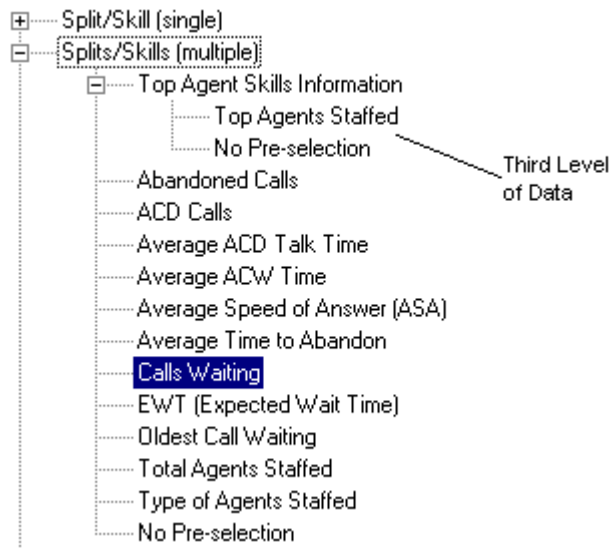 Split/Skill (single)
Splits/Skills (multiple)
Top Agent Skills Information
Top Agents Staffed
No Pre-selection
Third Level
of Data
Abandoned Calls
ACD Calls
Average ACD Talk Time
Average ACW Time
Average Speed of Answer (ASA)
Average Time to Abandon
Calls Waiting
EWT (Expected Wait Time)
Oldest Call Waiting
Total Agents Staffed
Type of Agents Staffed
No Pre-selection